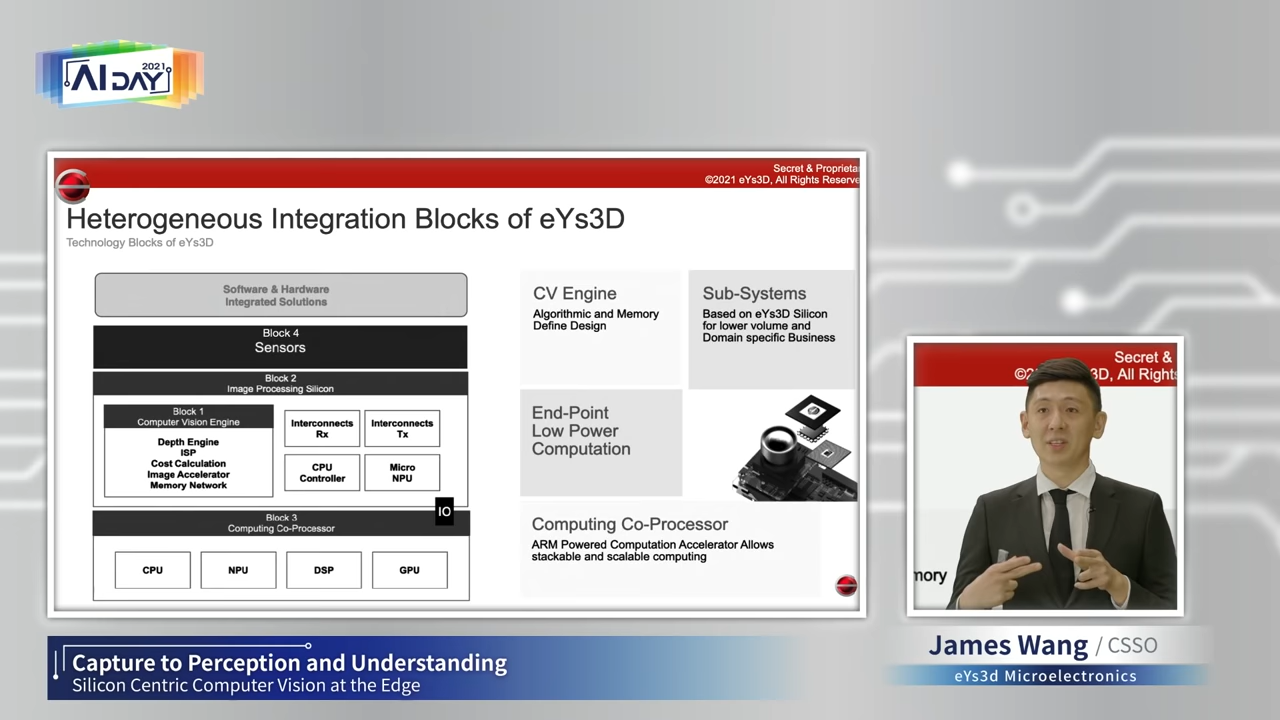 AI DAY 2021
Secret & Proprieta
©2021 eYs3D, All Rights Reserve
Heterogeneous Integration Blocks of eYs3D
Technology Blocks of eYs3D
Software & Hardware
Integrated Solutions
Block 4
Sensors
Block 2
Image Processing Silicon
Block 1
Computer Vision Engine
Depth Engine
ISP
Cost Calculation
Image Accelerator
Memory Network
Interconnects
Rx
Interconnects
Tx
CPU
Controller
Micro
NPU
IO
Block 3
Computing Co-Processor
CPU
NPU
DSP
GPU
CV Engine
Algorithmic and Memory
Define Design
Sub-Systems
Based on eYs3D Silicon
for lower volume and
Domain specific Business
End-Point
Low Power
Computation
Computing Co-Processor
ARM Powered Computation Accelerator Allows
stackable and scalable computing
Secret &
©2 3D, All Rights
mory
Capture to Perception and Understanding
Silicon Centric Computer Vision at the Edge
James Wang / CSSO
eYs3d Microelectronics